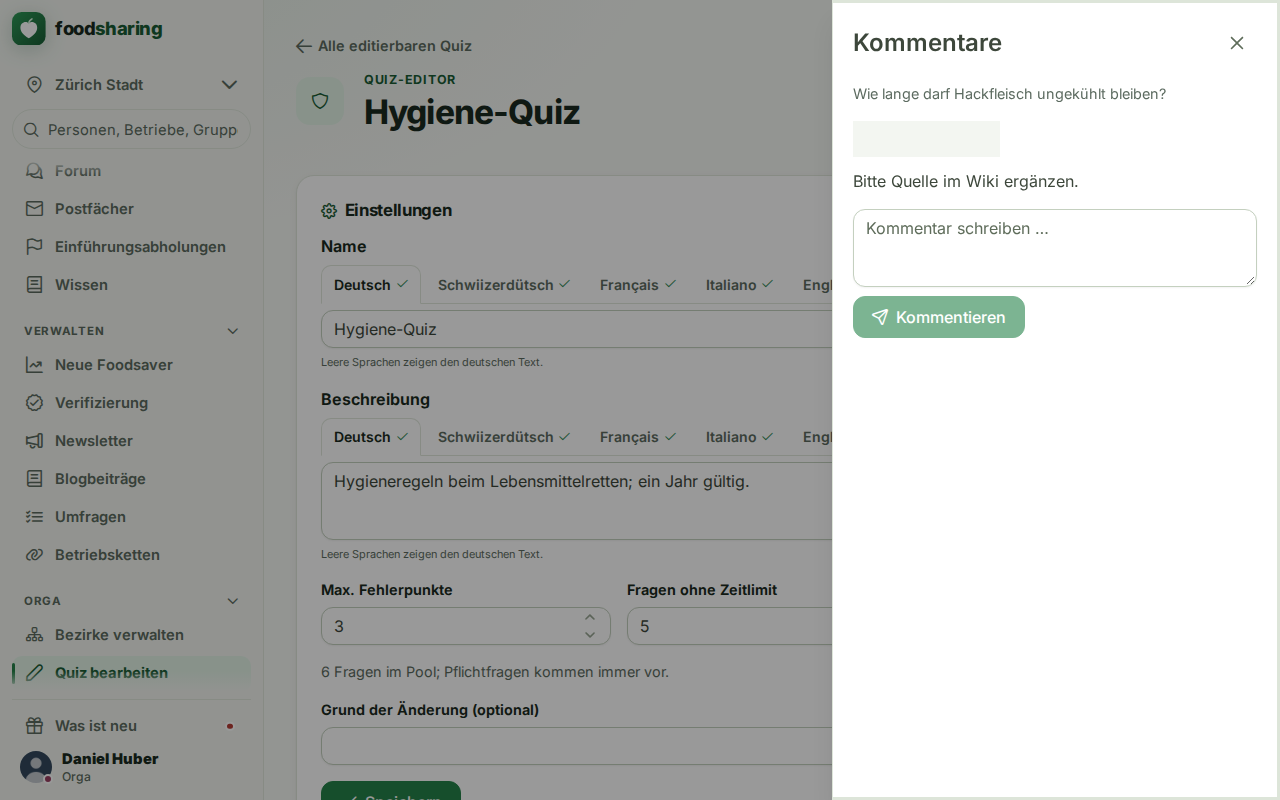 foodsharing
Zürich Stadt
Personen, Betriebe, Grupp
Forum
Postfächer
Einführungsabholungen
Wissen
VERWALTEN
Neue Foodsaver
Verifizierung
Newsletter
Blogbeiträge
Umfragen
Betriebsketten
ORGA
Bezirke verwalten
Quiz bearbeiten
Was ist neu
Daniel Huber
Orga
Alle editierbaren Quiz
QUIZ-EDITOR
Hygiene-Quiz
Einstellungen
Name
Deutsch Schwiizerdütsch Français Italiano Engl
Hygiene-Quiz
Leere Sprachen zeigen den deutschen Text.
Beschreibung
Deutsch Schwiizerdütsch Français Italiano Engl
Hygieneregeln beim Lebensmittelretten; ein Jahr gültig.
Leere Sprachen zeigen den deutschen Text.
Max. Fehlerpunkte Fragen ohne Zeitlimit
3 5
6 Fragen im Pool; Pflichtfragen kommen immer vor.
Grund der Änderung (optional)
Speichern
Kommentare
Wie lange darf Hackfleisch ungekühlt bleiben?
Bitte Quelle im Wiki ergänzen.
Kommentar schreiben …
Kommentieren